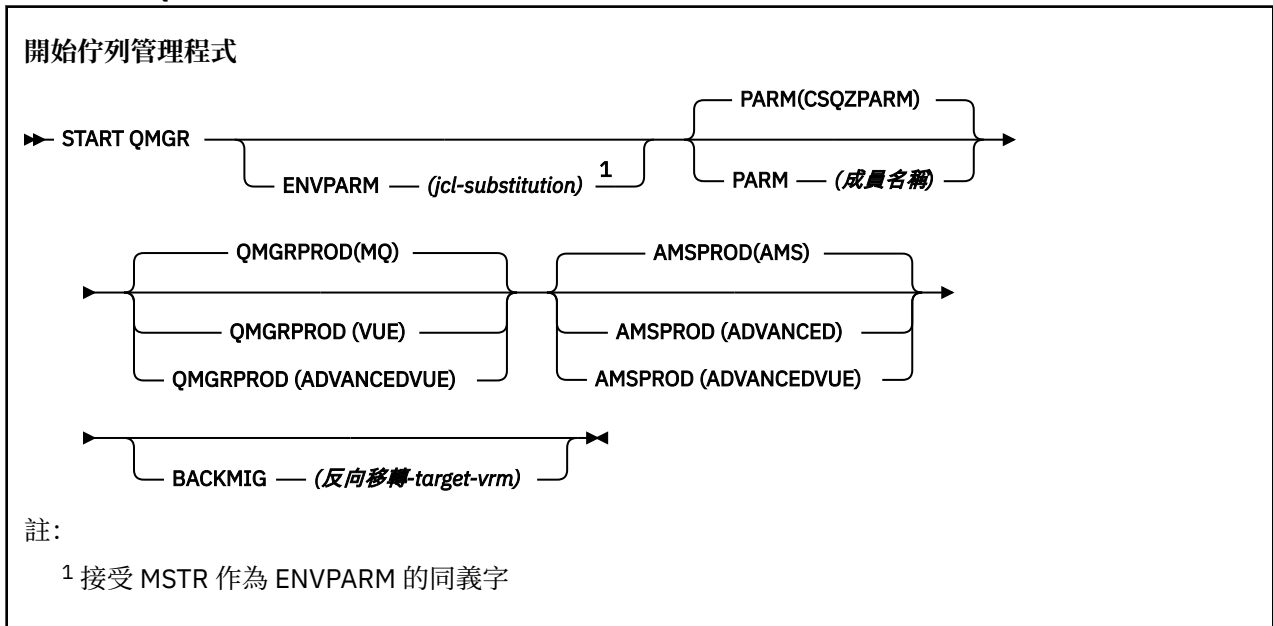 開始佇列管理程式
PARM(CSQZPARM)
START QMGR
ENVPARM (jcl-substitution) 1
PARM (成員名稱)
QMGRPROD(MQ) AMSPROD(AMS)
QMGRPROD (VUE) AMSPROD (ADVANCED)
QMGRPROD (ADVANCEDVUE) AMSPROD (ADVANCEDVUE)
BACKMIG (反向移轉-target-vrm)
註：
1 接受 MSTR 作為 ENVPARM 的同義字